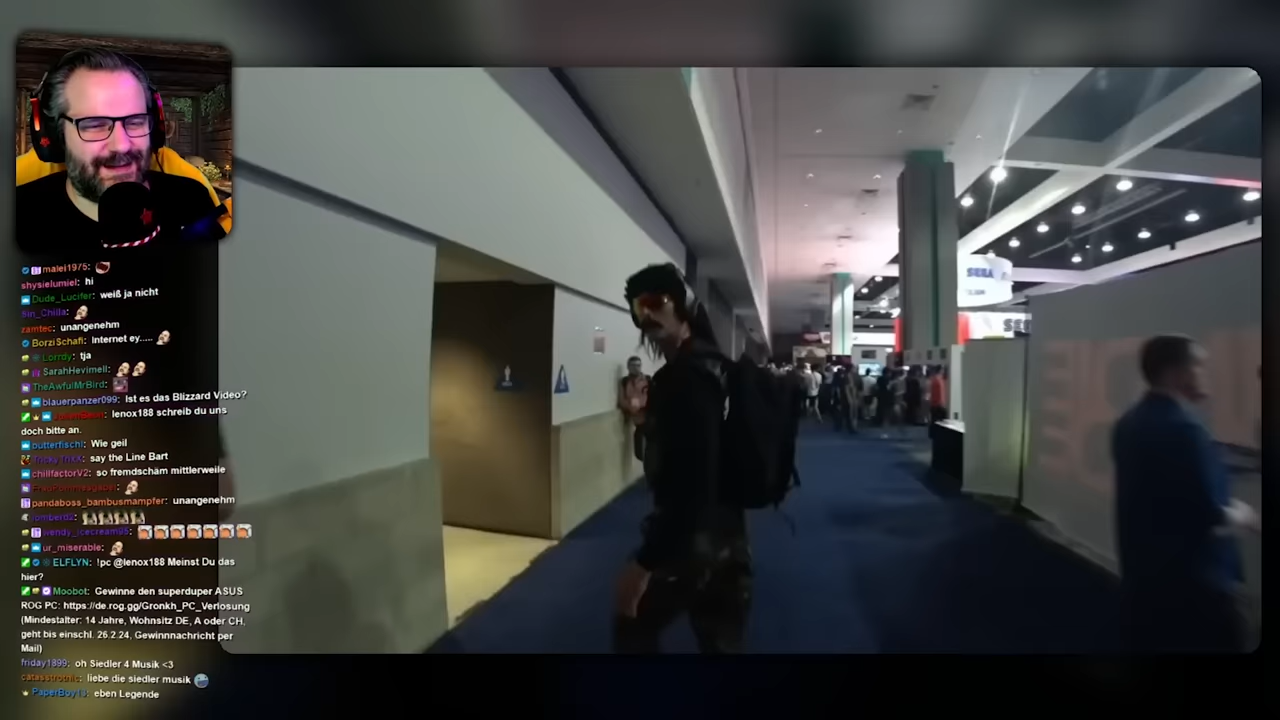 malei1975:
shysielumiel: hi
Dude_Lucifer: weiß ja nicht
Sin_Chilla:
zamtec: unangenehm
BorziSchafi: Internet ey.....
Lorrdy: tja
SarahHevimell:
TheAwfulMrBird:
blauerpanzer099: Ist es das Blizzard Video?
lenox188 schreib du uns
doch bitte an.
butterfischi: Wie geil
say the Line Bart
chillfactorV2: so fremdschäm mittlerweile
pandaboss_bambusmampfer: unangenehm
wendy_icecream95:
ur_miserable:
ELFLYN: !pc @lenox188 Meinst Du das
hier?
Moobot: Gewinne den superduper ASUS
ROG PC: https://de.rog.gg/Gronkh_PC_Verlosung
(Mindestalter: 14 Jahre, Wohnsitz DE, A oder CH,
geht bis einschl. 26.2.24, Gewinnnachricht per
Mail)
friday1899: oh Siedler 4 Musik <3
catasstrothic: liebe die siedler musik
PaperBoy13: eben Legende
SEGA